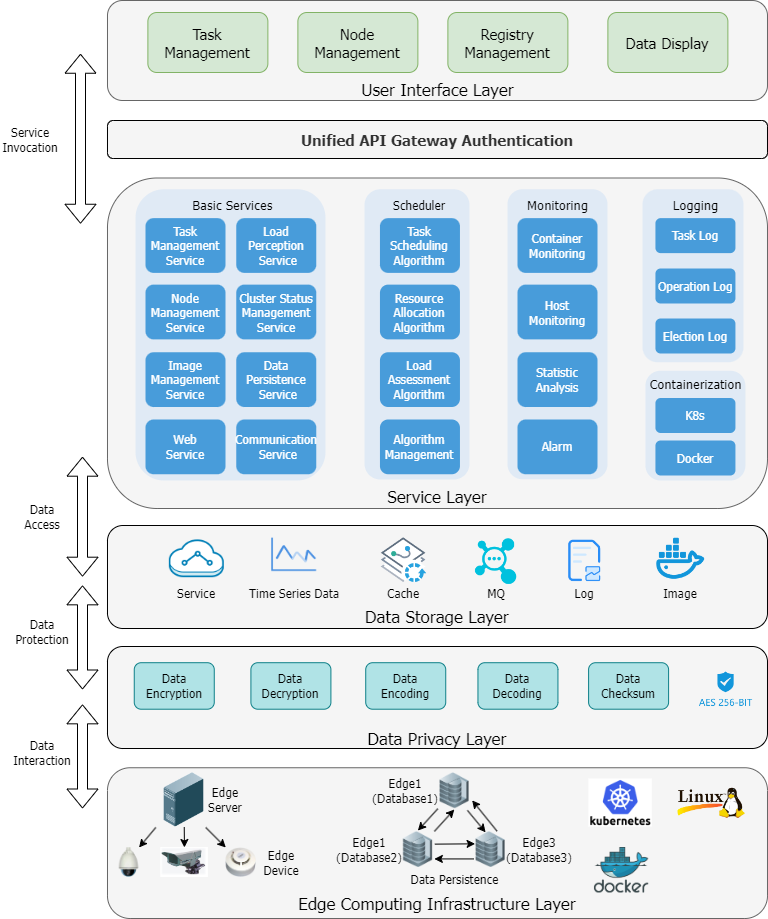 Task
Management
Node
Management
Registry
Management
Data Display
User Interface Layer
Service
Invocation
Unified API Gateway Authentication
Basic Services
Task
Management
Service
Load
Perception
Service
Node
Management
Service
Cluster Status
Management
Service
Image
Management
Service
Data
Persistence
Service
Web
Service
Communication
Service
Scheduler
Task
Scheduling
Algorithm
Resource
Allocation
Algorithm
Load
Assessment
Algorithm
Algorithm
Management
Monitoring
Container
Monitoring
Host
Monitoring
Statistic
Analysis
Alarm
Logging
Task Log
Operation Log
Election Log
Containerization
K8s
Docker
Service Layer
Data
Access
Service
Time Series Data
Cache
MQ
Log
Image
Data Storage Layer
Data
Protection
Data
Encryption
Data
Decryption
Data
Encoding
Data
Decoding
Data
Checksum
AES 256-BIT
Data Privacy Layer
Data
Interaction
Edge
Server
Edge
Device
Edge1
(Database1)
Edge1
(Database2)
Edge3
(Database3)
Data Persistence
kubernetes
Linux
docker
Edge Computing Infrastructure Layer